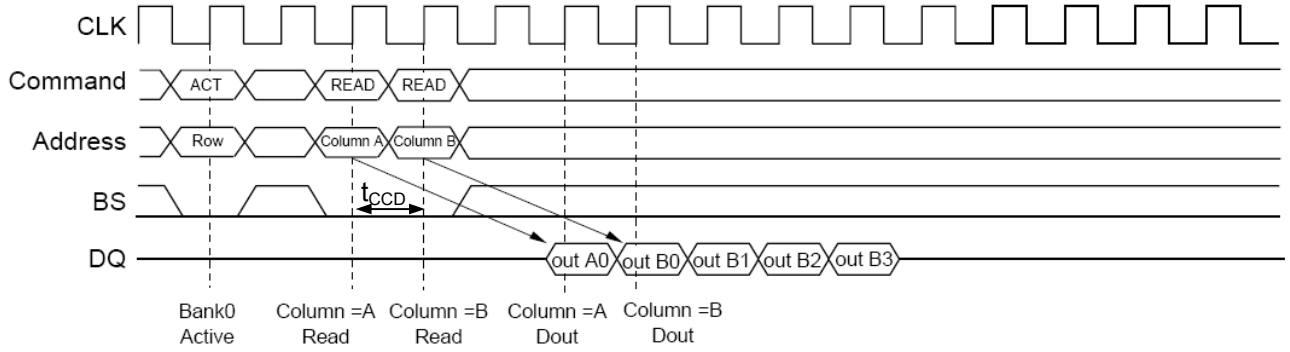 CLK
Command ACT READ READ
Address Row Column A Column B
BS tCCD
DQ out A0 out B0 out B1 out B2 out B3
Bank0 Column =A Column =B Column =A Column =B
Active Read Read Dout Dout